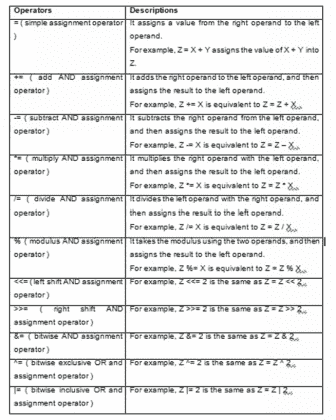 Operators Descriptions
= ( simple assignment operator
)
It assigns a value from the right operand to the left
operand.
For example, Z = X + Y assigns the value of X + Y into
Z.
+= ( add AND assignment
operator )
It adds the right operand to the left operand, and then
assigns the result to the left operand.
For example, Z += X is equivalent to Z = Z + X
-= ( subtract AND assignment
operator )
It subtracts the right operand from the left operand,
and then assigns the result to the left operand.
For example, Z -= X is equivalent to Z = Z – X
*= ( multiply AND assignment
operator )
It multiplies the right operand with the left operand,
and then assigns the result to the left operand.
For example, Z *= X is equivalent to Z = Z * X
/= ( divide AND assignment
operator )
It divides the left operand with the right operand, and
then assigns the result to the left operand.
For example, Z /= X is equivalent to Z = Z / X
% ( modulus AND assignment
operator )
It takes the modulus using the two operands, and then
assigns the result to the left operand.
For example, Z %= X is equivalent to Z = Z % X
<<= ( left shift AND assignment
operator )
For example, Z <<= 2 is the same as Z = Z << 2
>>= ( right shift AND
assignment operator )
For example, Z >>= 2 is the same as Z = Z >> 2
&= ( bitwise AND assignment
operator )
For example, Z &= 2 is the same as Z = Z & 2
^= ( bitwise exclusive OR and
assignment operator )
For example, Z ^= 2 is the same as Z = Z ^ 2
|= ( bitwise inclusive OR and
assignment operator )
For example, Z |= 2 is the same as Z = Z | 2